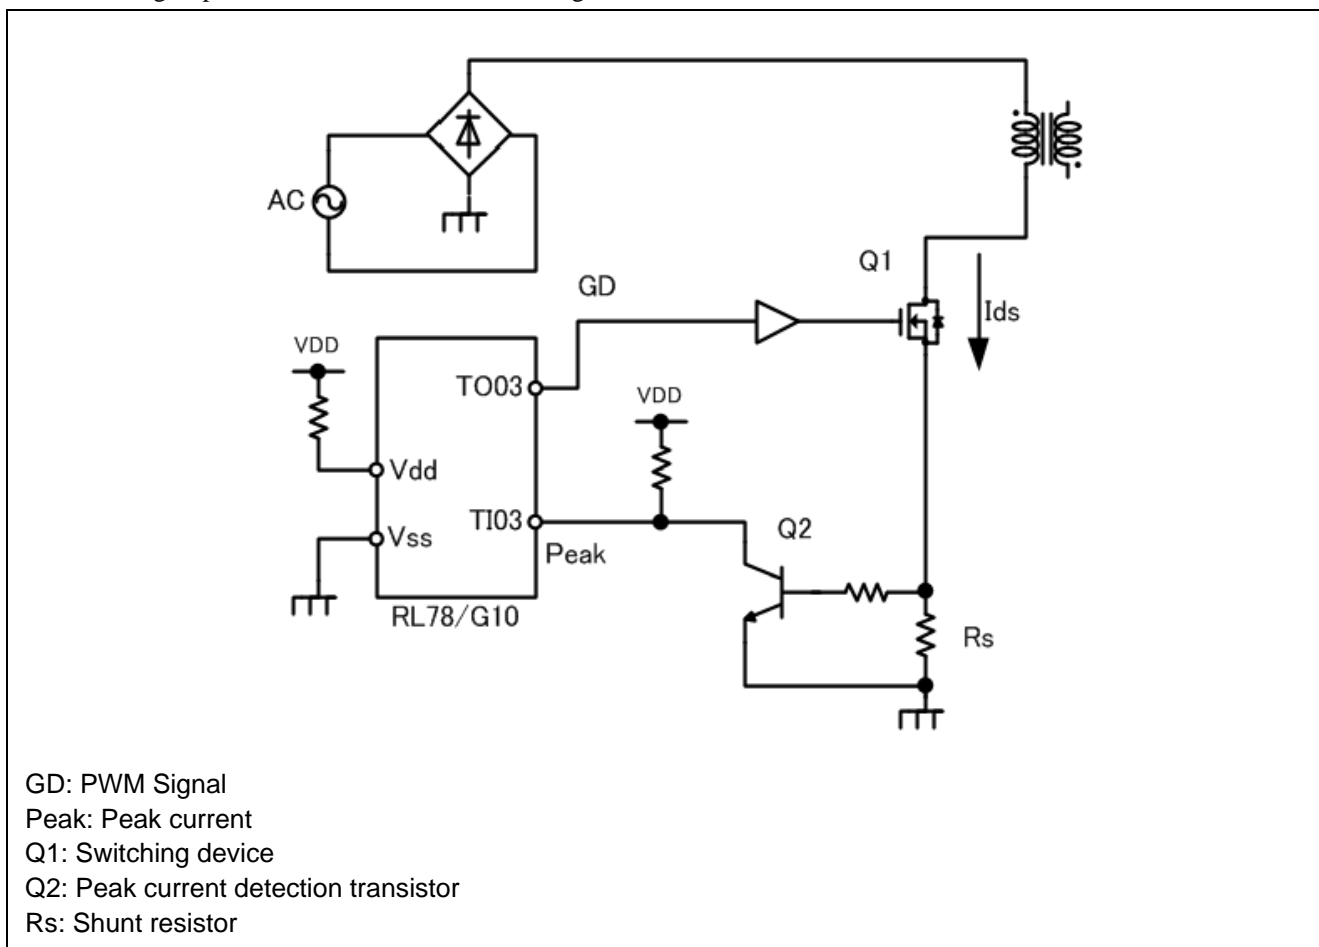 AC
GD
Q1
Ids
VDD
TO03
VDD
Vdd
TI03
Q2
Vss
Peak
RL78/G10
Rs
GD: PWM Signal
Peak: Peak current
Q1: Switching device
Q2: Peak current detection transistor
Rs: Shunt resistor